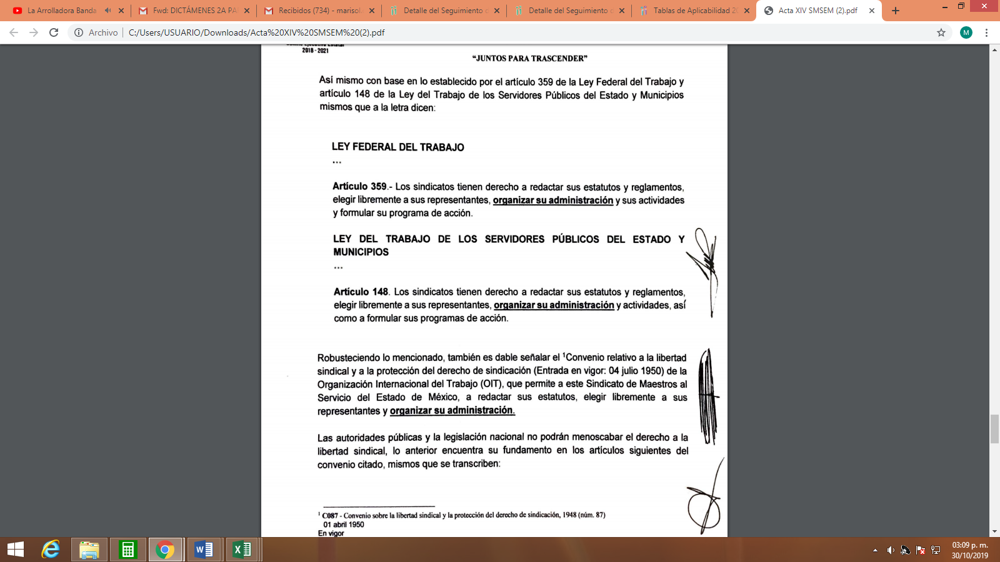 La Arrolladora Banda
Fwd: DICTÁMENES 2A PA
Recibidos (734) - marisol.
Detalle del Seguimiento d
Detalle del Seguimiento d
Tablas de Aplicabilidad 20
Acta XIV SMSEM (2).pdf
Archivo
C:/Users/USUARIO/Downloads/Acta%20XIV%20SMSEM%20(2).pdf
M
Comité Ejecutivo Estatal
2018 - 2021
“JUNTOS PARA TRASCENDER”
Así mismo con base en lo establecido por el artículo 359 de la Ley Federal del Trabajo y
artículo 148 de la Ley del Trabajo de los Servidores Públicos del Estado y Municipios
mismos que a la letra dicen:
LEY FEDERAL DEL TRABAJO
...
Artículo 359.- Los sindicatos tienen derecho a redactar sus estatutos y reglamentos,
elegir libremente a sus representantes, organizar su administración y sus actividades
y formular su programa de acción.
LEY DEL TRABAJO DE LOS SERVIDORES PÚBLICOS DEL ESTADO Y
MUNICIPIOS
...
Artículo 148. Los sindicatos tienen derecho a redactar sus estatutos y reglamentos,
elegir libremente a sus representantes, organizar su administración y actividades, así
como a formular sus programas de acción.
Robusteciendo lo mencionado, también es dable señalar el ¹Convenio relativo a la libertad
sindical y a la protección del derecho de sindicación (Entrada en vigor: 04 julio 1950) de la
Organización Internacional del Trabajo (OIT), que permite a este Sindicato de Maestros al
Servicio del Estado de México, a redactar sus estatutos, elegir libremente a sus
representantes y organizar su administración.
Las autoridades públicas y la legislación nacional no podrán menoscabar el derecho a la
libertad sindical, lo anterior encuentra su fundamento en los artículos siguientes del
convenio citado, mismos que se transcriben:
¹ C087 - Convenio sobre la libertad sindical y la protección del derecho de sindicación, 1948 (núm. 87)
01 abril 1950
En vigor
03:09 p. m.
30/10/2019